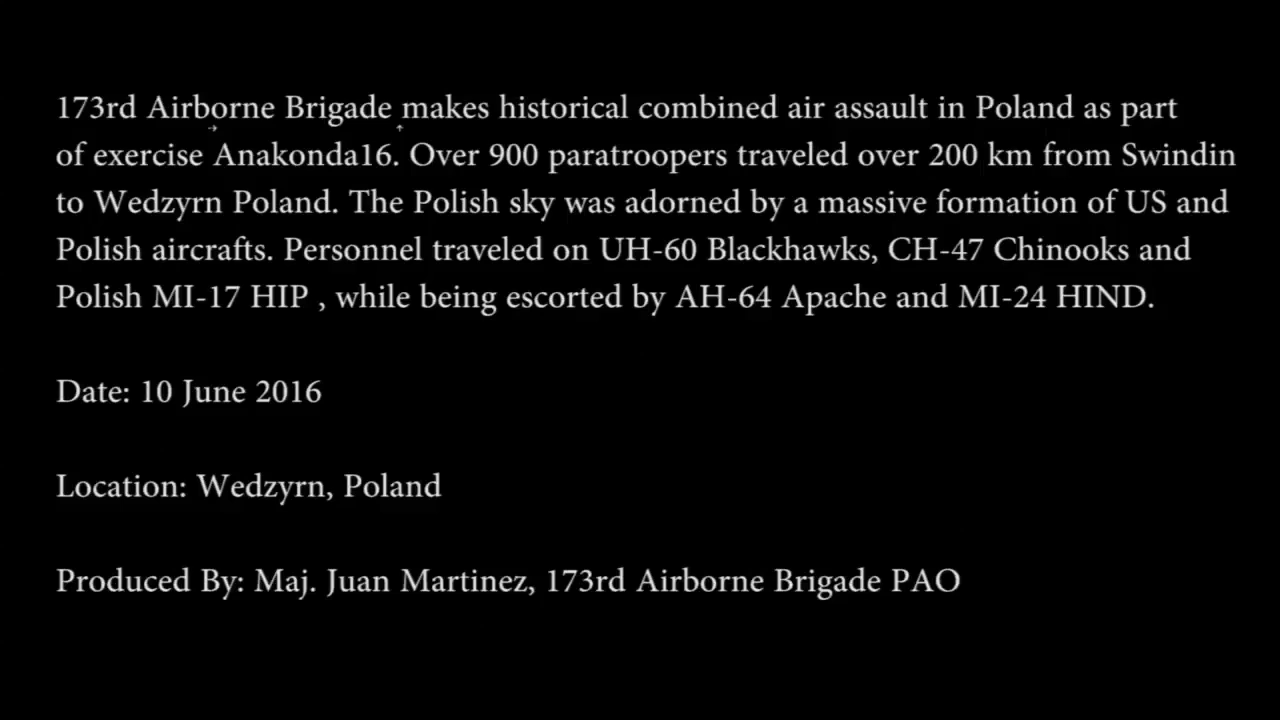 173rd Airborne Brigade makes historical combined air assault in Poland as part
of exercise Anakonda16. Over 900 paratroopers traveled over 200 km from Swindin
to Wedzyrn Poland. The Polish sky was adorned by a massive formation of US and
Polish aircrafts. Personnel traveled on UH-60 Blackhawks, CH-47 Chinooks and
Polish MI-17 HIP , while being escorted by AH-64 Apache and MI-24 HIND.
Date: 10 June 2016
Location: Wedzyrn, Poland
Produced By: Maj. Juan Martinez, 173rd Airborne Brigade PAO